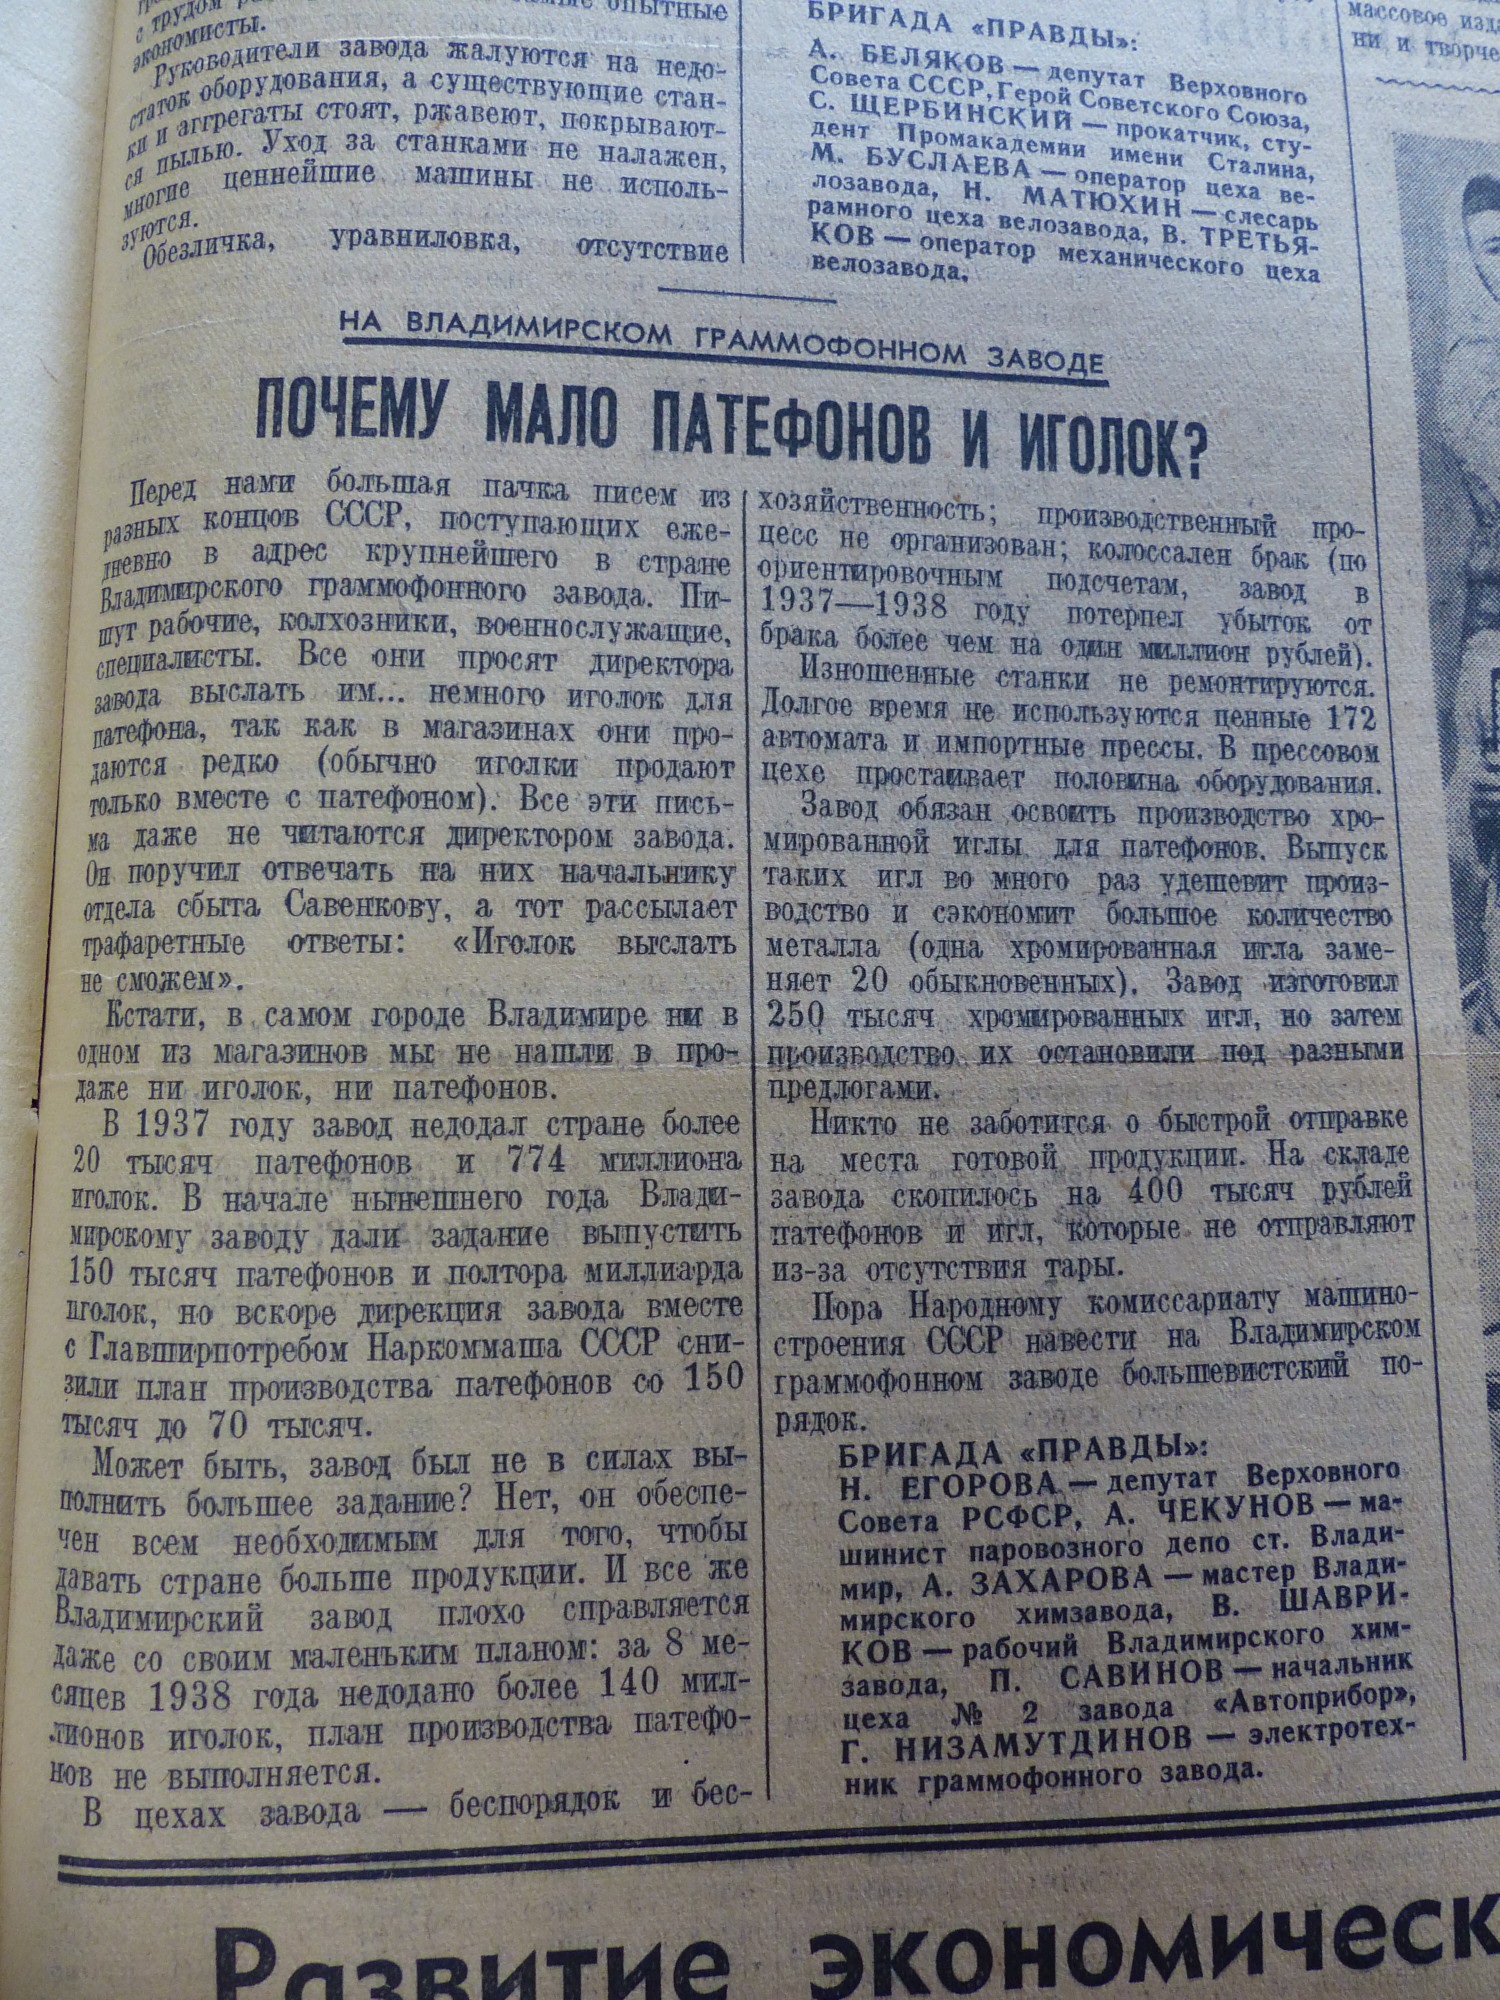 с трудом
опытные
экономисты.
Руководители завода жалуются на недо-
статок оборудования, а существующие стан-
ки и аггрегаты стоят, ржавеют, покрывают-
ся пылью. Уход за станками не налажен,
многие ценнейшие машины не исполь-
зуются.
Обезличка, уравниловка, отсутствие
БРИГАДА «ПРАВДЫ»:
А. БЕЛЯКОВ — депутат Верховного
Совета СССР, Герой Советского Союза,
С. ЩЕРБИНСКИЙ — прокатчик, сту-
дент Промакадемии имени Сталина,
М. БУСЛАЕВА — оператор цеха ве-
лозавода, Н. МАТЮХИН — слесарь
рамного цеха велозавода, В. ТРЕТЬЯ-
КОВ — оператор механического цеха
велозавода.
массовое изда
ни и творче
НА ВЛАДИМИРСКОМ ГРАММОФОННОМ ЗАВОДЕ
ПОЧЕМУ МАЛО ПАТЕФОНОВ И ИГОЛОК?
Перед нами большая пачка писем из
разных концов СССР, поступающих еже-
дневно в адрес крупнейшего в стране
Владимирского граммофонного завода. Пи-
шут рабочие, колхозники, военнослужащие,
специалисты. Все они просят директора
завода выслать им... немного иголок для
патефона, так как в магазинах они про-
даются редко (обычно иголки продают
только вместе с патефоном). Все эти пись-
ма даже не читаются директором завода.
Он поручил отвечать на них начальнику
отдела сбыта Савенкову, а тот рассылает
трафаретные ответы: «Иголок выслать
не сможем».
Кстати, в самом городе Владимире ни в
одном из магазинов мы не нашли в про-
даже ни иголок, ни патефонов.
В 1937 году завод недодал стране более
20 тысяч патефонов и 774 миллиона
иголок. В начале нынешнего года Влади-
мирскому заводу дали задание выпустить
150 тысяч патефонов и полтора миллиарда
иголок, но вскоре дирекция завода вместе
с Главширпотребом Наркоммаша СССР сни-
зили план производства патефонов со 150
тысяч до 70 тысяч.
Может быть, завод был не в силах вы-
полнить большее задание? Нет, он обеспе-
чен всем необходимым для того, чтобы
давать стране больше продукции. И все же
Владимирский завод плохо справляется
даже со своим маленьким планом: за 8 ме-
сяцев 1938 года недодано более 140 мил-
лионов иголок, план производства патефо-
нов не выполняется.
В цехах завода — беспорядок и бес-
хозяйственность; производственный про-
цесс не организован; колоссален брак (по
ориентировочным подсчетам, завод в
1937—1938 году потерпел убыток от
брака более чем на один миллион рублей).
Изношенные станки не ремонтируются.
Долгое время не используются ценные 172
автомата и импортные прессы. В прессовом
цехе простаивает половина оборудования.
Завод обязан освоить производство хро-
мированной иглы для патефонов. Выпуск
таких игл во много раз удешевит произ-
водство и сэкономит большое количество
металла (одна хромированная игла заме-
няет 20 обыкновенных). Завод изготовил
250 тысяч хромированных игл, но затем
производство их остановили под разными
предлогами.
Никто не заботится о быстрой отправке
на места готовой продукции. На складе
завода скопилось на 400 тысяч рублей
патефонов и игл, которые не отправляют
из-за отсутствия тары.
Пора Народному комиссариату машино-
строения СССР навести на Владимирском
граммофонном заводе большевистский по-
рядок.
БРИГАДА «ПРАВДЫ»:
Н. ЕГОРОВА — депутат Верховного
Совета РСФСР, А. ЧЕКУНОВ — ма-
шинист паровозного депо ст. Влади-
мир, А. ЗАХАРОВА — мастер Влади-
мирского химзавода, В. ШАВРИ-
КОВ — рабочий Владимирского хим-
завода, П. САВИНОВ — начальник
цеха № 2 завода «Автоприбор»,
Г. НИЗАМУТДИНОВ — электротех-
ник граммофонного завода.
Развитие экономическ